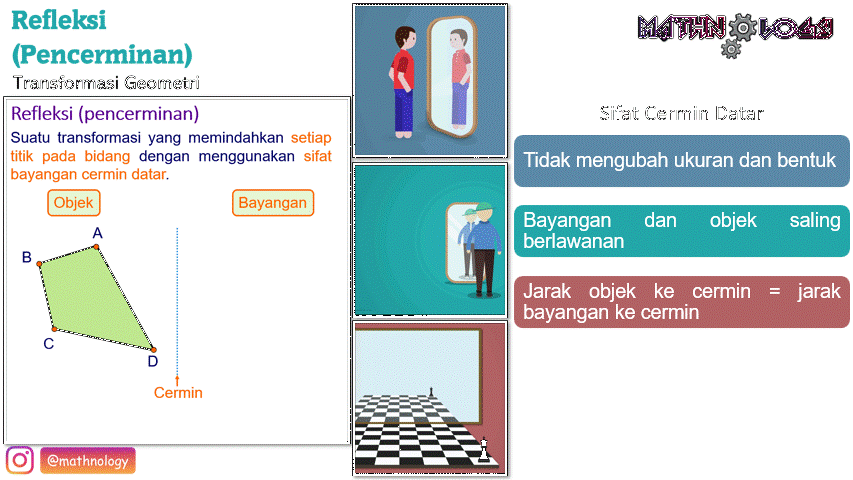 Refleksi
(Pencerminan)
Transformasi Geometri
Refleksi (pencerminan)
Suatu transformasi yang memindahkan setiap
titik pada bidang dengan menggunakan sifat
bayangan cermin datar.
Objek
Bayangan
A
B
C
D
Cermin
@mathnology
MATHNOLOGY
Sifat Cermin Datar
Tidak mengubah ukuran dan bentuk
Bayangan dan objek saling
berlawanan
Jarak objek ke cermin = jarak
bayangan ke cermin